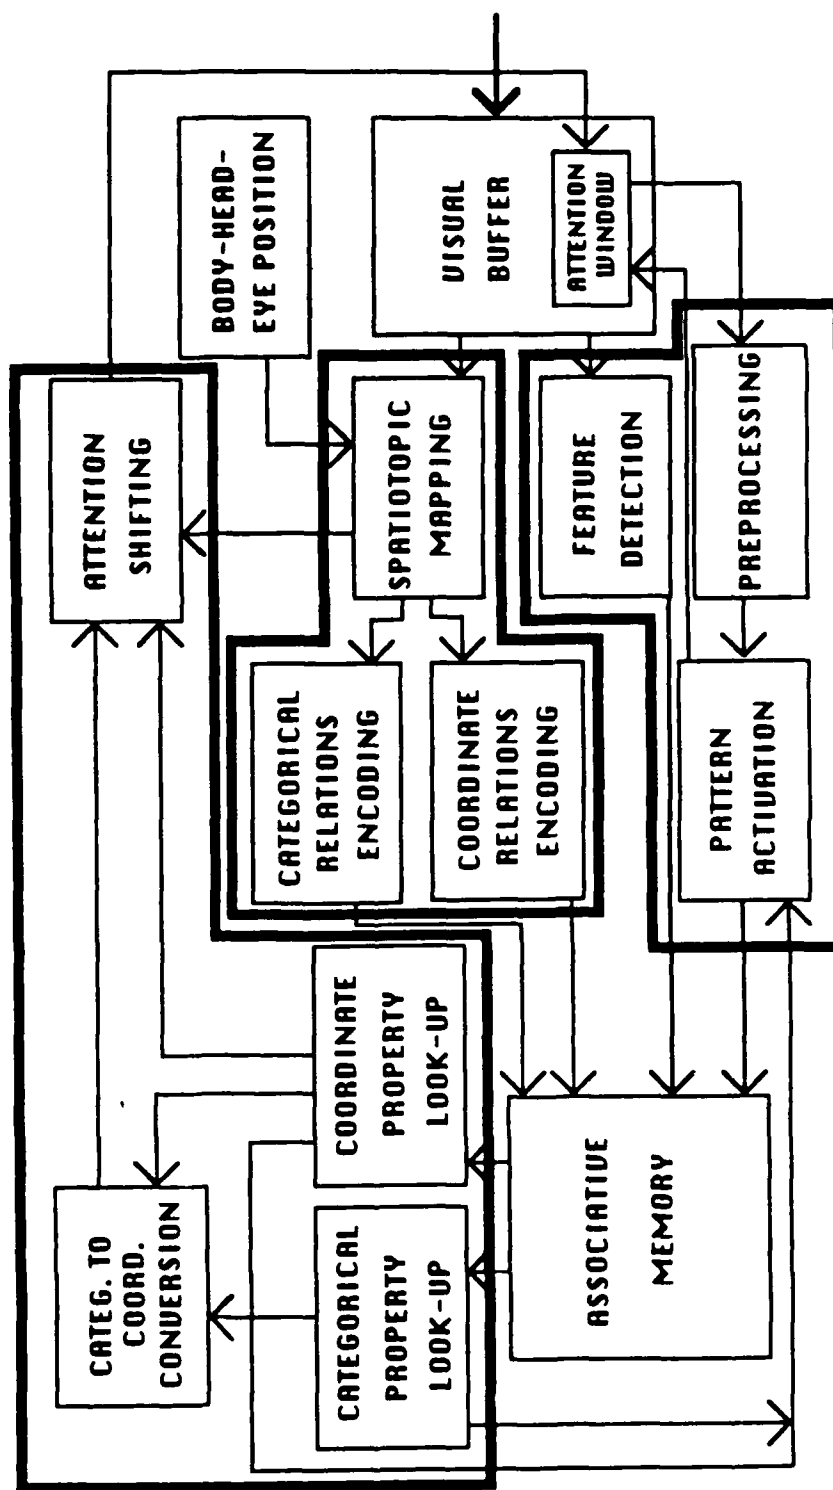 CATEG. TO
COORD.
CONVERSION
ATTENTION
SHIFTING
BODY-HEAD-
EYE POSITION
CATEGORICAL
PROPERTY
LOOK-UP
COORDINATE
PROPERTY
LOOK-UP
CATEGORICAL
RELATIONS
ENCODING
COORDINATE
RELATIONS
ENCODING
SPATIOTOPIC
MAPPING
VISUAL
BUFFER
ATTENTION
WINDOW
ASSOCIATIVE
MEMORY
FEATURE
DETECTION
PATTERN
ACTIVATION
PREPROCESSING